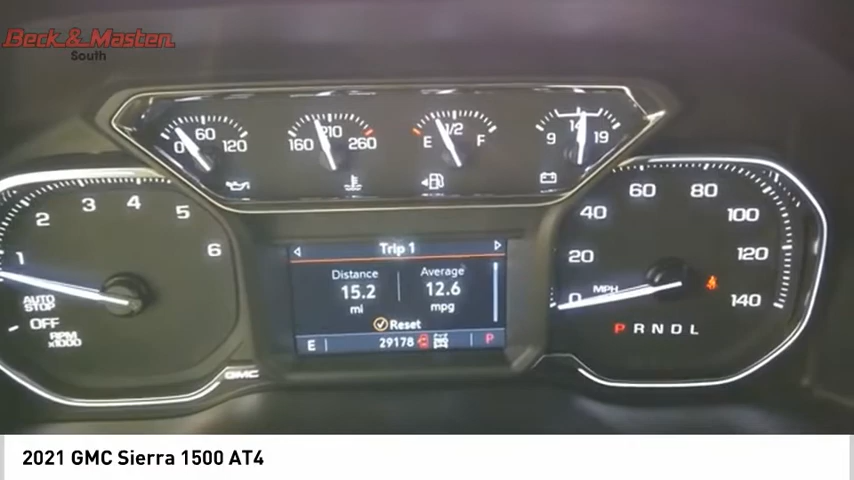 Beck & Masten
South
0 60 120
160 210 260
E 1/2 F
9 14 19
1 2 3 4 5 6
AUTO STOP
OFF
RPM
x1000
GMC
Trip 1
Distance
15.2
mi
Average
12.6
mpg
Reset
E 29178 P
0 20 40 60 80 100 120 140
MPH
P R N D L
2021 GMC Sierra 1500 AT4